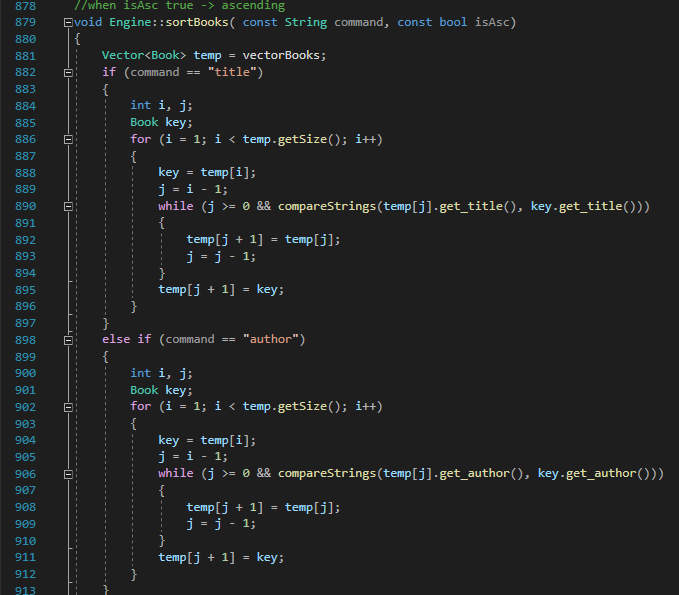 878 //when isAsc true -> ascending
879 void Engine::sortBooks( const String command, const bool isAsc)
880 {
881     Vector<Book> temp = vectorBooks;
882     if (command == "title")
883     {
884         int i, j;
885         Book key;
886         for (i = 1; i < temp.getSize(); i++)
887         {
888             key = temp[i];
889             j = i - 1;
890             while (j >= 0 && compareStrings(temp[j].get_title(), key.get_title()))
891             {
892                 temp[j + 1] = temp[j];
893                 j = j - 1;
894             }
895             temp[j + 1] = key;
896         }
897     }
898     else if (command == "author")
899     {
900         int i, j;
901         Book key;
902         for (i = 1; i < temp.getSize(); i++)
903         {
904             key = temp[i];
905             j = i - 1;
906             while (j >= 0 && compareStrings(temp[j].get_author(), key.get_author()))
907             {
908                 temp[j + 1] = temp[j];
909                 j = j - 1;
910             }
911             temp[j + 1] = key;
912         }
913     }